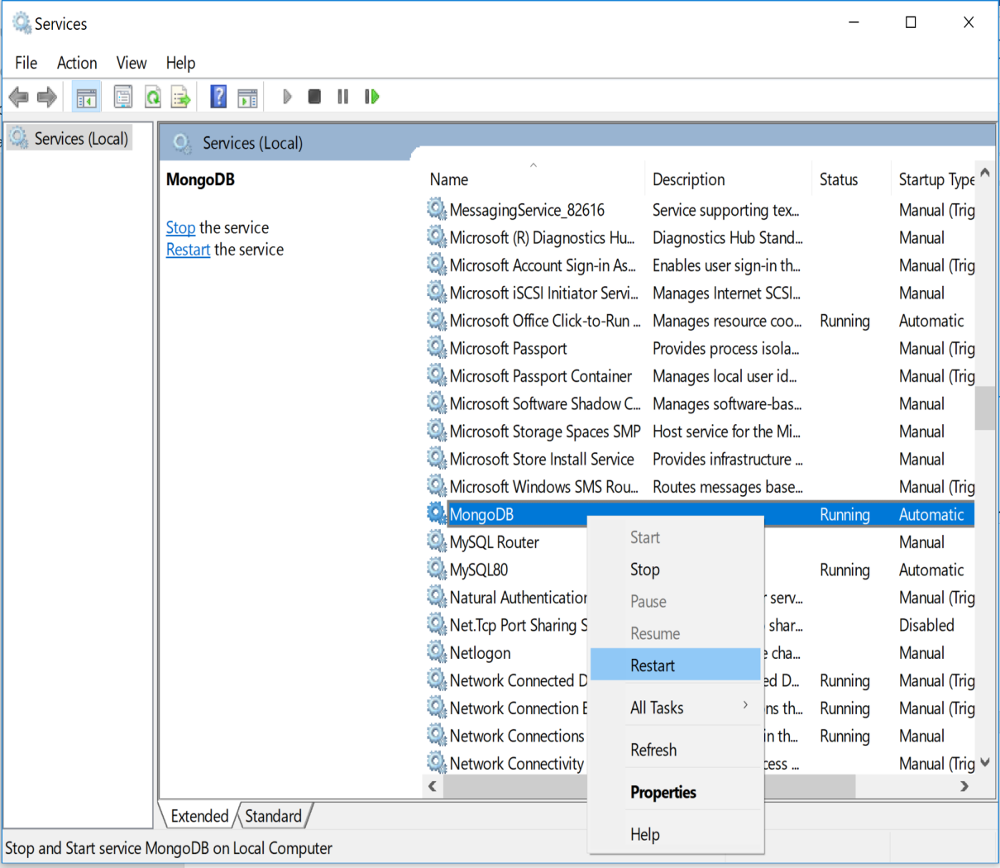 Services
File Action View Help
Services (Local)
Services (Local)
MongoDB
Stop the service
Restart the service
Name Description Status Startup Type
MessagingService_82616 Service supporting tex... Manual (Trig
Microsoft (R) Diagnostics Hu... Diagnostics Hub Stand... Manual
Microsoft Account Sign-in As... Enables user sign-in th... Manual (Trig
Microsoft iSCSI Initiator Servi... Manages Internet SCSI... Manual
Microsoft Office Click-to-Run ... Manages resource coo... Running Automatic
Microsoft Passport Provides process isola... Manual (Trig
Microsoft Passport Container Manages local user id... Manual (Trig
Microsoft Software Shadow C... Manages software-bas... Manual
Microsoft Storage Spaces SMP Host service for the Mi... Manual
Microsoft Store Install Service Provides infrastructure ... Manual
Microsoft Windows SMS Rou... Routes messages base... Manual (Trig
MongoDB Running Automatic
MySQL Router Manual
MySQL80 Running Automatic
Natural Authentication serv... Manual (Trig
Net.Tcp Port Sharing S shar... Disabled
Netlogon cha... Manual
Network Connected D ed D... Running Manual (Trig
Network Connection ns th... Running Manual (Trig
Network Connections in th... Running Manual
Network Connectivity cess ... Manual (Trig
Start
Stop
Pause
Resume
Restart
All Tasks
Refresh
Properties
Help
Extended Standard
Stop and Start service MongoDB on Local Computer